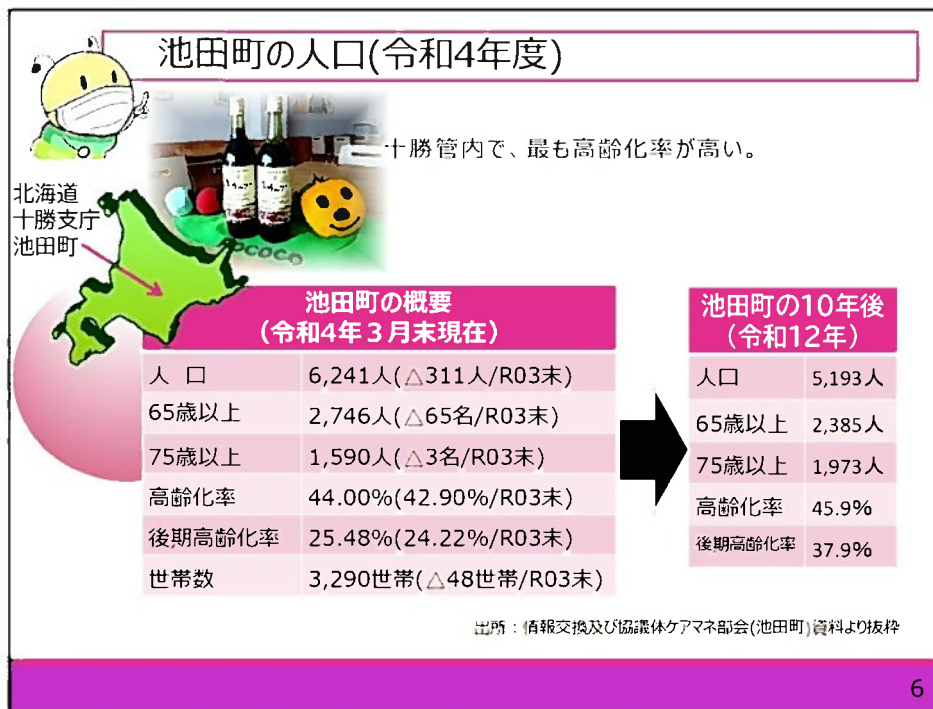 池田町の人口(令和4年度)
十勝管内で、最も高齢化率が高い。
北海道
十勝支庁
池田町
COCOCO
池田町の概要
(令和4年3月末現在)
人 口 6,241人(△311人/R03末)
65歳以上 2,746人(△65名/R03末)
75歳以上 1,590人(△3名/R03末)
高齢化率 44.00%(42.90%/R03末)
後期高齢化率 25.48%(24.22%/R03末)
世帯数 3,290世帯(△48世帯/R03末)
池田町の10年後
(令和12年)
人口 5,193人
65歳以上 2,385人
75歳以上 1,973人
高齢化率 45.9%
後期高齢化率 37.9%
出所:情報交換及び協議体ケアマネ部会(池田町)資料より抜粋
6